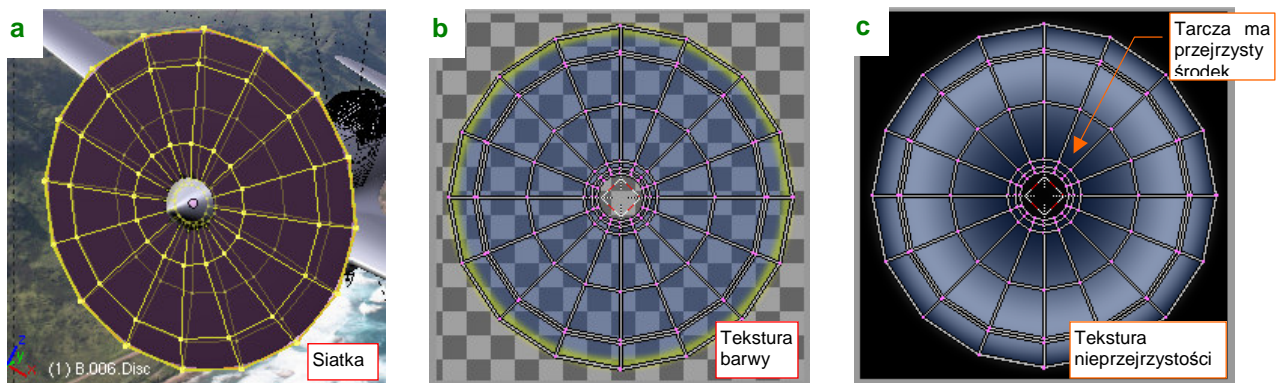 a
b
c
Tarcza ma
przejrzysty
środek
z
y
x
(1) B.006.Disc
Siatka
Tekstura
barwy
Tekstura
nieprzejrzystości